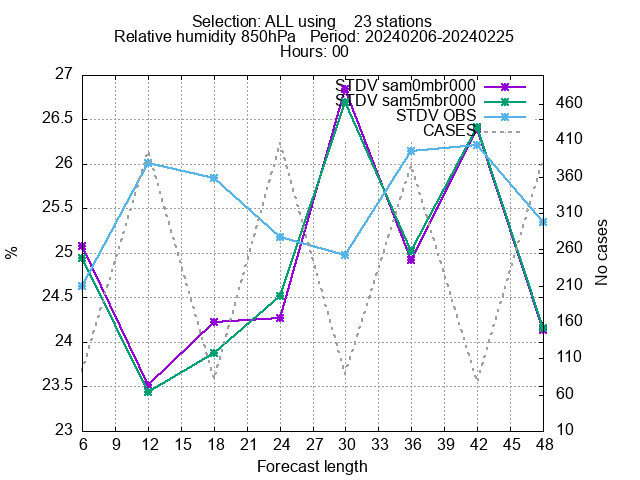 Selection: ALL using 23 stations
Relative humidity 850hPa Period: 20240206-20240225
Hours: 00
STDV sam0mbr000
STDV sam5mbr000
STDV OBS
CASES
27
26.5
26
25.5
25
24.5
24
23.5
23
%
460
410
360
310
260
210
160
110
60
10
No cases
6 9 12 15 18 21 24 27 30 33 36 39 42 45 48
Forecast length